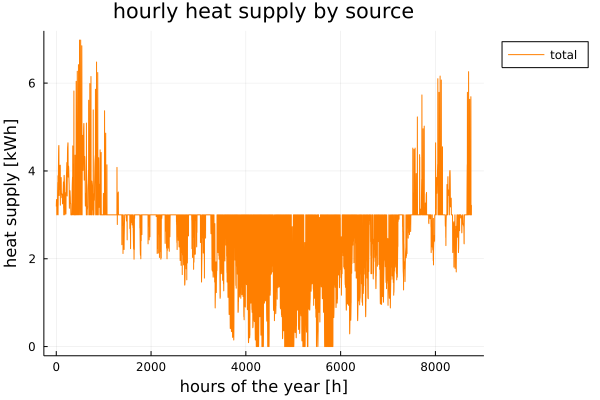 hourly heat supply by source
total
heat supply [kWh]
6
4
2
0
0 2000 4000 6000 8000
hours of the year [h]